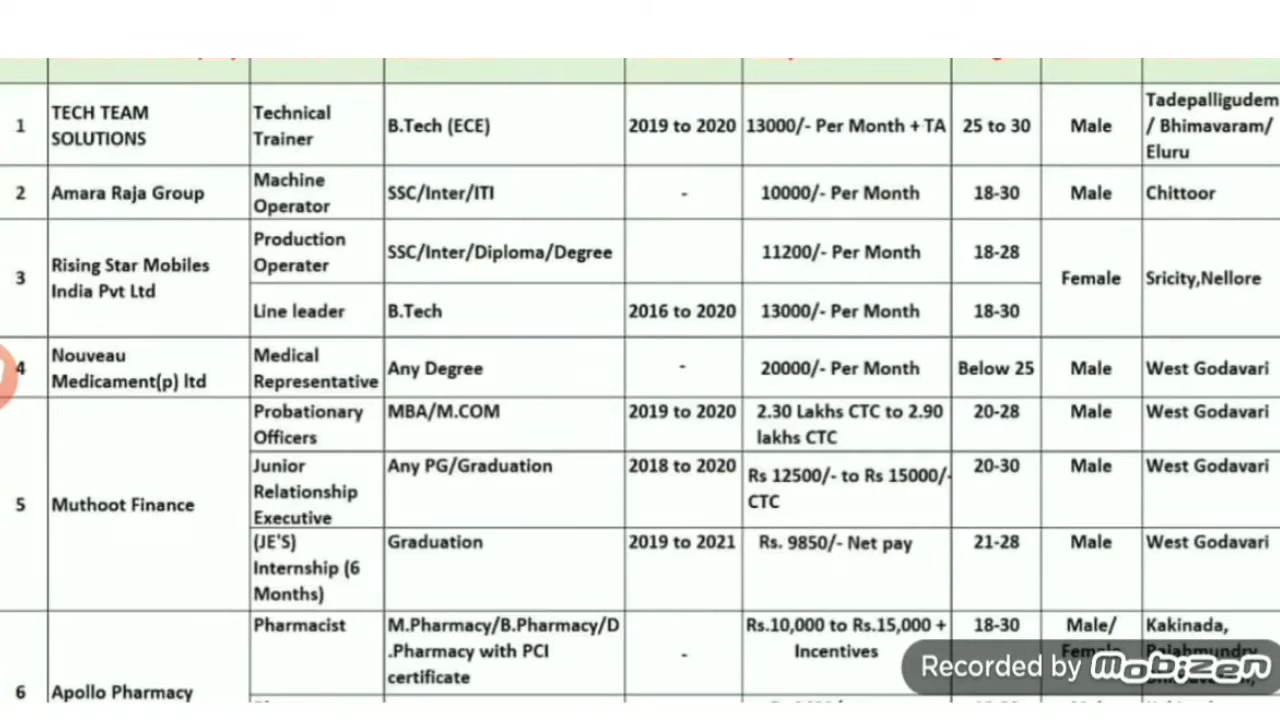 1
TECH TEAM
SOLUTIONS
Technical
Trainer
B.Tech (ECE)
2019 to 2020
13000/- Per Month + TA
25 to 30
Male
Tadepalligudem
/ Bhimavaram/
Eluru
2
Amara Raja Group
Machine
Operator
SSC/Inter/ITI
-
10000/- Per Month
18-30
Male
Chittoor
3
Rising Star Mobiles
India Pvt Ltd
Production
Operater
SSC/Inter/Diploma/Degree
11200/- Per Month
18-28
Female
Sricity,Nellore
Line leader
B.Tech
2016 to 2020
13000/- Per Month
18-30
4
Nouveau
Medicament(p) ltd
Medical
Representative
Any Degree
-
20000/- Per Month
Below 25
Male
West Godavari
5
Muthoot Finance
Probationary
Officers
MBA/M.COM
2019 to 2020
2.30 Lakhs CTC to 2.90
lakhs CTC
20-28
Male
West Godavari
Junior
Relationship
Executive
Any PG/Graduation
2018 to 2020
Rs 12500/- to Rs 15000/-
CTC
20-30
Male
West Godavari
(JE'S)
Internship (6
Months)
Graduation
2019 to 2021
Rs. 9850/- Net pay
21-28
Male
West Godavari
6
Apollo Pharmacy
Pharmacist
M.Pharmacy/B.Pharmacy/D
.Pharmacy with PCI
certificate
-
Rs.10,000 to Rs.15,000 +
Incentives
18-30
Male/
Female
Kakinada,
Rajahmundry
Recorded by mobizen